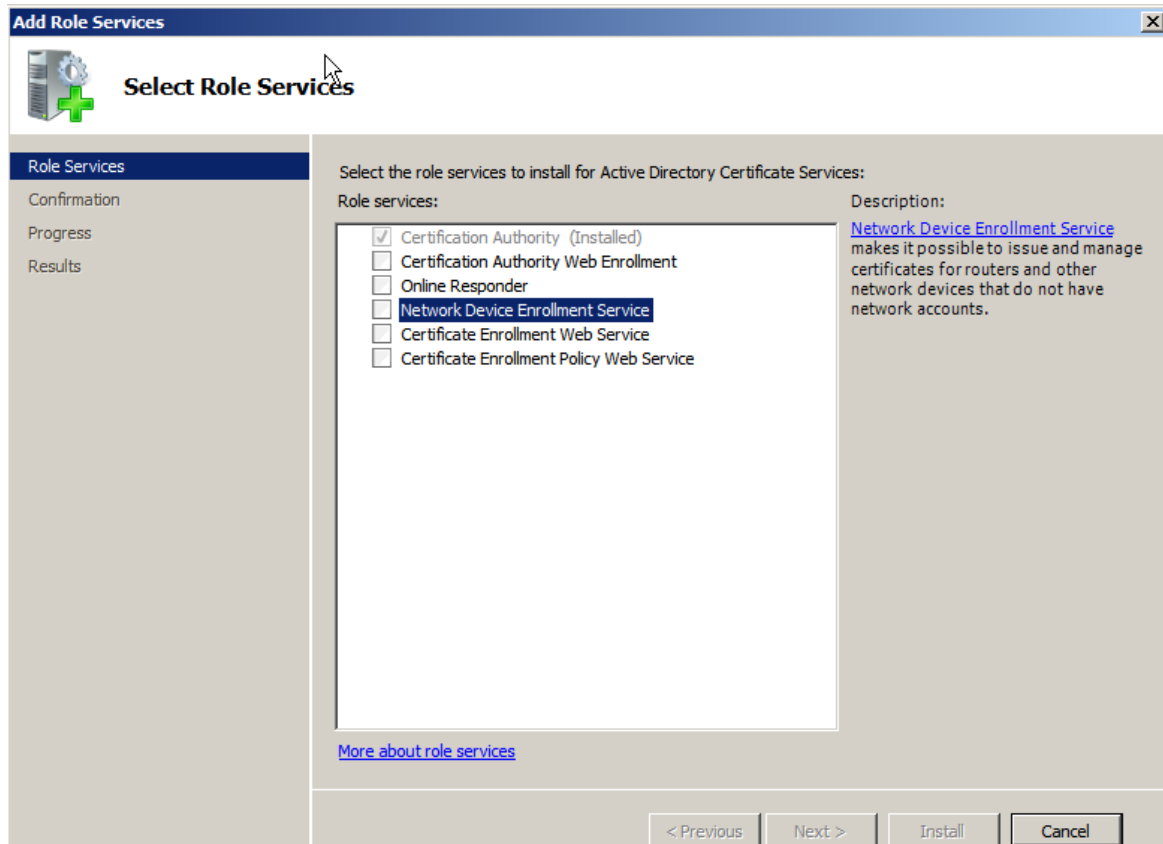 Add Role Services
Select Role Services
Role Services
Confirmation
Progress
Results
Select the role services to install for Active Directory Certificate Services:
Role services:
Certification Authority (Installed)
Certification Authority Web Enrollment
Online Responder
Network Device Enrollment Service
Certificate Enrollment Web Service
Certificate Enrollment Policy Web Service
More about role services
Description:
Network Device Enrollment Service
makes it possible to issue and manage
certificates for routers and other
network devices that do not have
network accounts.
< Previous
Next >
Install
Cancel